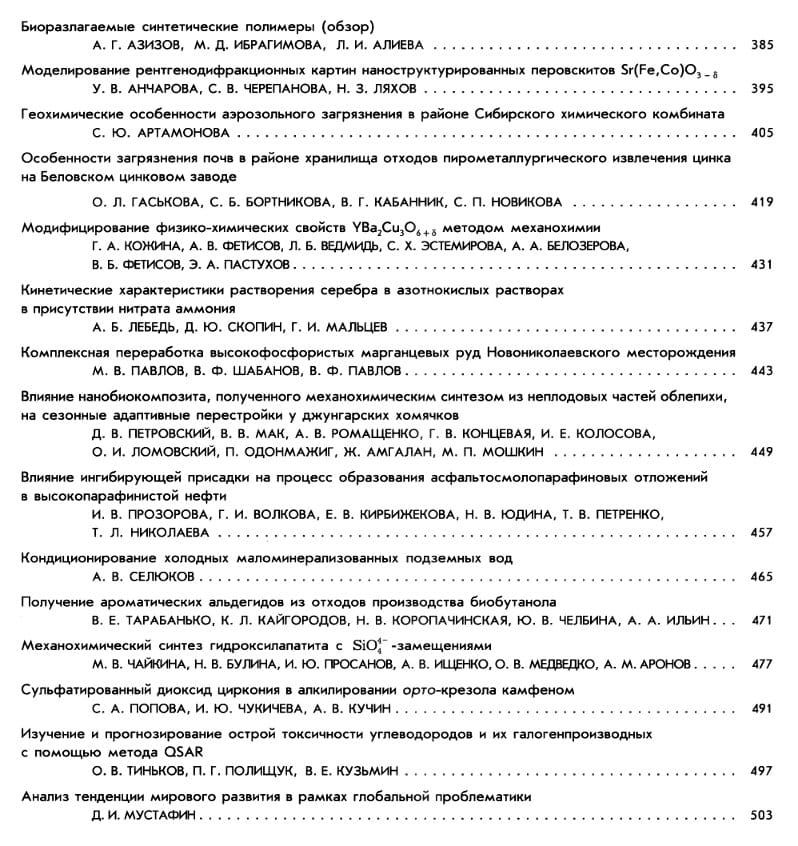 Биоразлагаемые синтетические полимеры (обзор)
А. Г. АЗИЗОВ, М. Д. ИБРАГИМОВА, Л. И. АЛИЕВА . . . . . . . . . . . . . . . . . . . . . . . . . . . . . . 385
Моделирование рентгенодифракционных картин наноструктурированных перовскитов Sr(Fe,Co)O₃₋δ
У. В. АНЧАРОВА, С. В. ЧЕРЕПАНОВА, Н. З. ЛЯХОВ . . . . . . . . . . . . . . . . . . . . . . . . . . . . . . 395
Геохимические особенности аэрозольного загрязнения в районе Сибирского химического комбината
С. Ю. АРТАМОНОВА . . . . . . . . . . . . . . . . . . . . . . . . . . . . . . 405
Особенности загрязнения почв в районе хранилища отходов пирометаллургического извлечения цинка
на Беловском цинковом заводе
О. Л. ГАСЬКОВА, С. Б. БОРТНИКОВА, В. Г. КАБАННИК, С. П. НОВИКОВА . . . . . . . . . . . . . . . . . 419
Модифицирование физико-химических свойств YBa₂Cu₃O₆₊δ методом механохимии
Г. А. КОЖИНА, А. В. ФЕТИСОВ, Л. Б. ВЕДМИДЬ, С. Х. ЭСТЕМИРОВА, А. А. БЕЛОЗЕРОВА,
В. Б. ФЕТИСОВ, Э. А. ПАСТУХОВ . . . . . . . . . . . . . . . . . . . . . . . . . . . . . . 431
Кинетические характеристики растворения серебра в азотнокислых растворах
в присутствии нитрата аммония
А. Б. ЛЕБЕДЬ, Д. Ю. СКОПИН, Г. И. МАЛЬЦЕВ . . . . . . . . . . . . . . . . . . . . . . . . . . . . . . 437
Комплексная переработка высокофосфористых марганцевых руд Новониколаевского месторождения
М. В. ПАВЛОВ, В. Ф. ШАБАНОВ, В. Ф. ПАВЛОВ . . . . . . . . . . . . . . . . . . . . . . . . . . . . . . 443
Влияние нанобиокомпозита, полученного механохимическим синтезом из неплодовых частей облепихи,
на сезонные адаптивные перестройки у джунгарских хомячков
Д. В. ПЕТРОВСКИЙ, В. В. МАК, А. В. РОМАЩЕНКО, Г. В. КОНЦЕВАЯ, И. Е. КОЛОСОВА,
О. И. ЛОМОВСКИЙ, П. ОДОНМАЖИГ, Ж. АМГАЛАН, М. П. МОШКИН . . . . . . . . . . . . . . . . . . . 449
Влияние ингибирующей присадки на процесс образования асфальтосмолопарафиновых отложений
в высокопарафинистой нефти
И. В. ПРОЗОРОВА, Г. И. ВОЛКОВА, Е. В. КИРБИЖЕКОВА, Н. В. ЮДИНА, Т. В. ПЕТРЕНКО,
Т. Л. НИКОЛАЕВА . . . . . . . . . . . . . . . . . . . . . . . . . . . . . . 457
Кондиционирование холодных маломинерализованных подземных вод
А. В. СЕЛЮКОВ . . . . . . . . . . . . . . . . . . . . . . . . . . . . . . 465
Получение ароматических альдегидов из отходов производства биобутанола
В. Е. ТАРАБАНЬКО, К. Л. КАЙГОРОДОВ, Н. В. КОРОПАЧИНСКАЯ, Ю. В. ЧЕЛБИНА, А. А. ИЛЬИН . . . 471
Механохимический синтез гидроксилапатита с SiO₄⁴⁻-замещениями
М. В. ЧАЙКИНА, Н. В. БУЛИНА, И. Ю. ПРОСАНОВ, А. В. ИЩЕНКО, О. В. МЕДВЕДКО, А. М. АРОНОВ . . . . . 477
Сульфатированный диоксид циркония в алкилировании орто-крезола камфеном
С. А. ПОПОВА, И. Ю. ЧУКИЧЕВА, А. В. КУЧИН . . . . . . . . . . . . . . . . . . . . . . . . . . . . . . 491
Изучение и прогнозирование острой токсичности углеводородов и их галогенпроизводных
с помощью метода QSAR
О. В. ТИНЬКОВ, П. Г. ПОЛИЩУК, В. Е. КУЗЬМИН . . . . . . . . . . . . . . . . . . . . . . . . . . . . . . 497
Анализ тенденции мирового развития в рамках глобальной проблематики
Д. И. МУСТАФИН . . . . . . . . . . . . . . . . . . . . . . . . . . . . . . 503